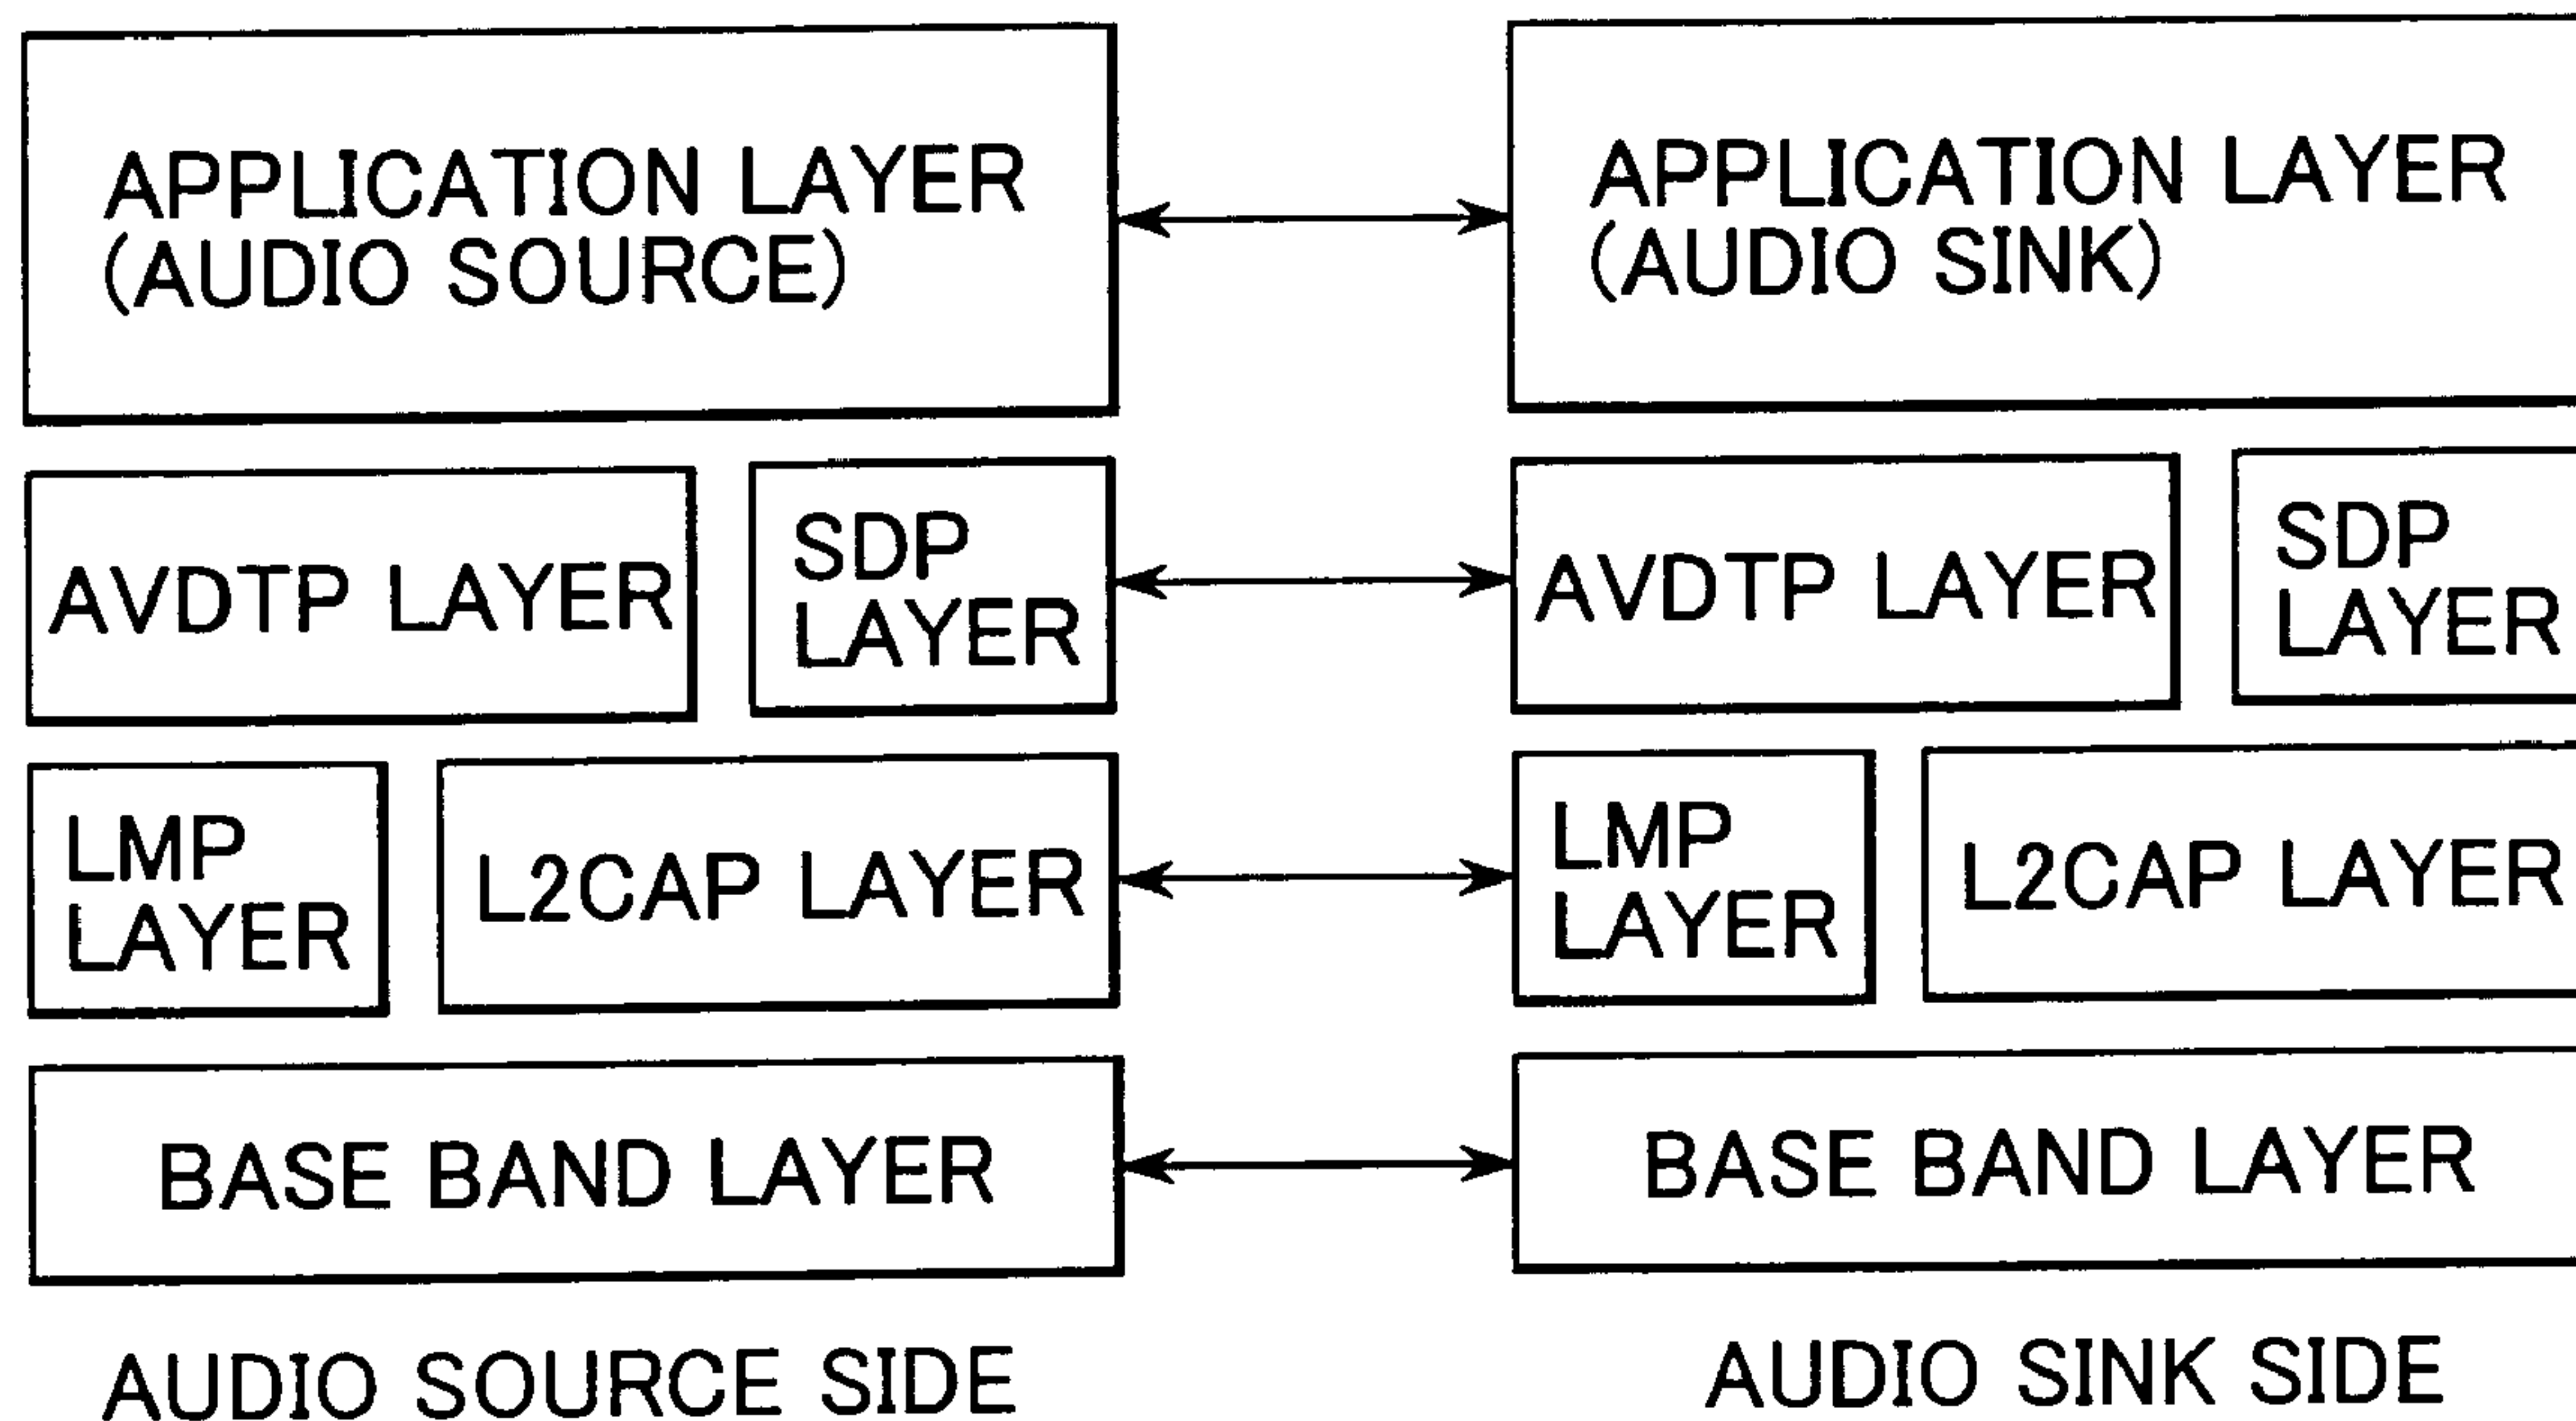 APPLICATION LAYER
(AUDIO SOURCE)
APPLICATION LAYER
(AUDIO SINK)
AVDTP LAYER
SDP
LAYER
AVDTP LAYER
SDP
LAYER
LMP
LAYER
L2CAP LAYER
LMP
LAYER
L2CAP LAYER
BASE BAND LAYER
BASE BAND LAYER
AUDIO SOURCE SIDE
AUDIO SINK SIDE